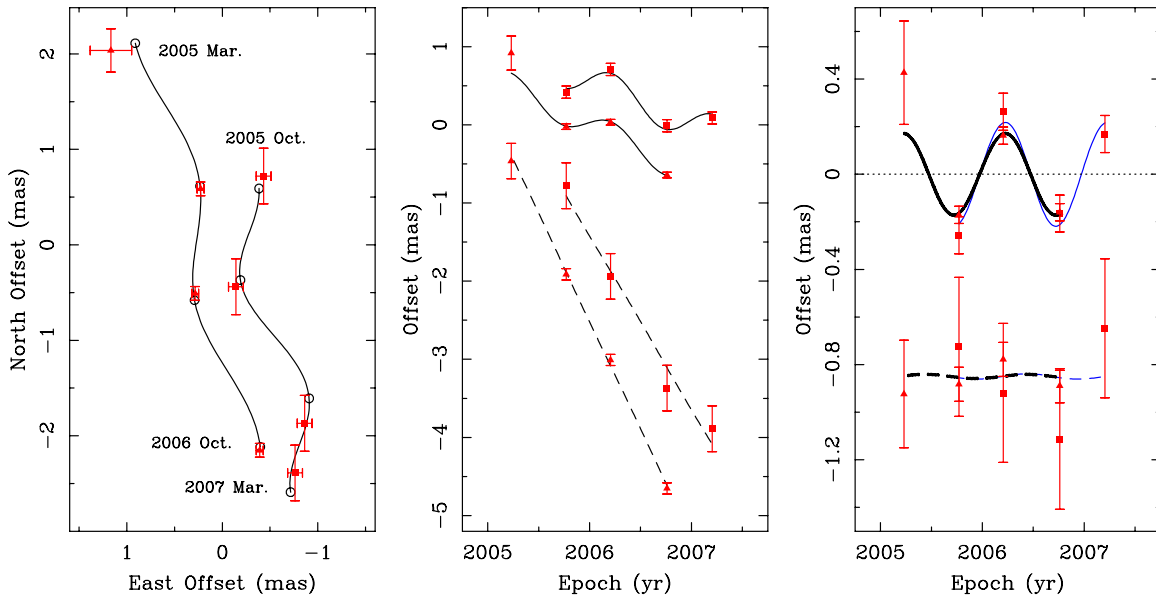 2005 Mar.
2005 Oct.
2006 Oct.
2007 Mar.
North Offset (mas)
2
1
0
−1
−2
1
0
−1
East Offset (mas)
Offset (mas)
1
0
−1
−2
−3
−4
−5
2005
2006
2007
Epoch (yr)
Offset (mas)
0.4
0
−0.4
−0.8
−1.2
2005
2006
2007
Epoch (yr)